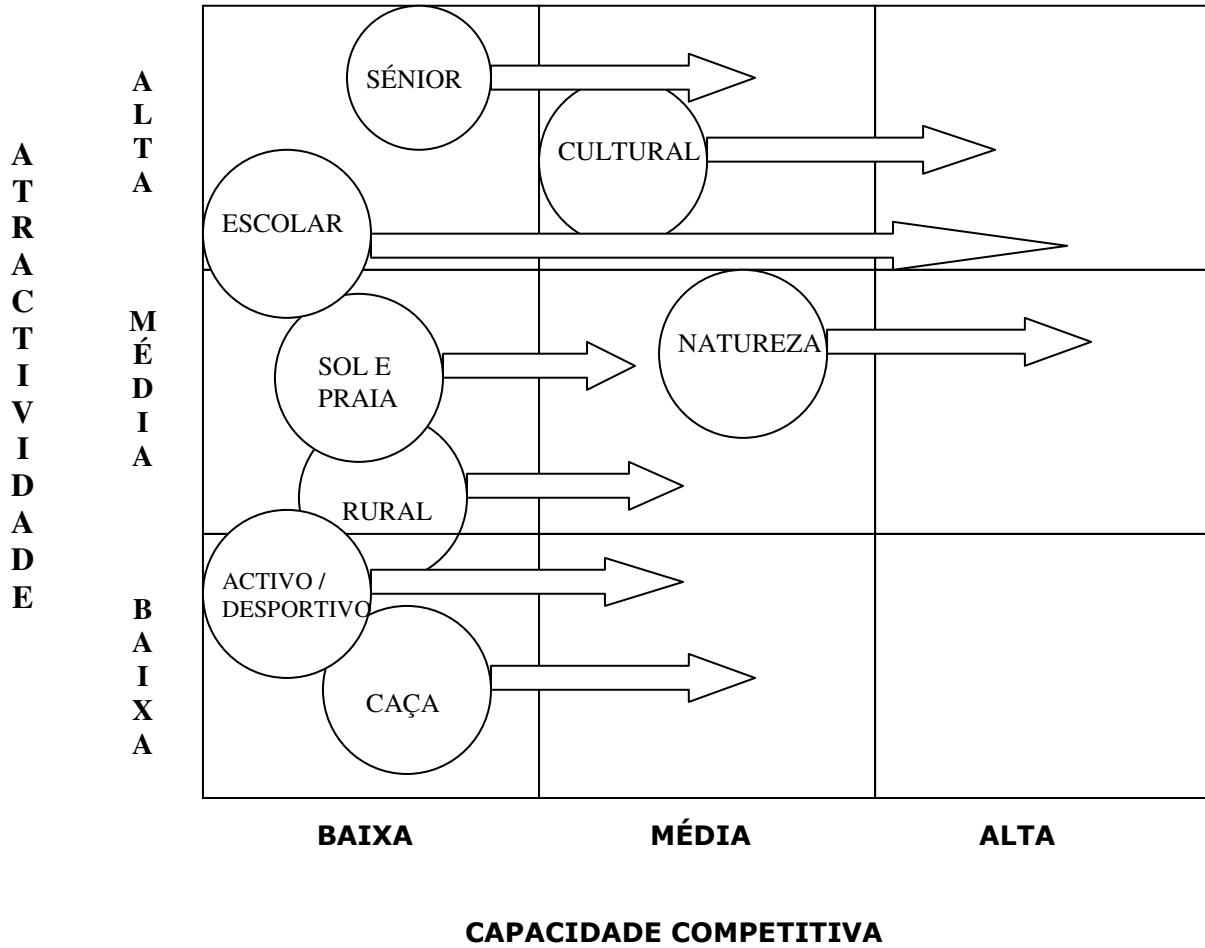 ATRACTIVIDADE
ALTA
MÉDIA
BAIXA
SÉNIOR
CULTURAL
ESCOLAR
NATUREZA
SOL E
PRAIA
RURAL
ACTIVO /
DESPORTIVO
CAÇA
BAIXA
MÉDIA
ALTA
CAPACIDADE COMPETITIVA